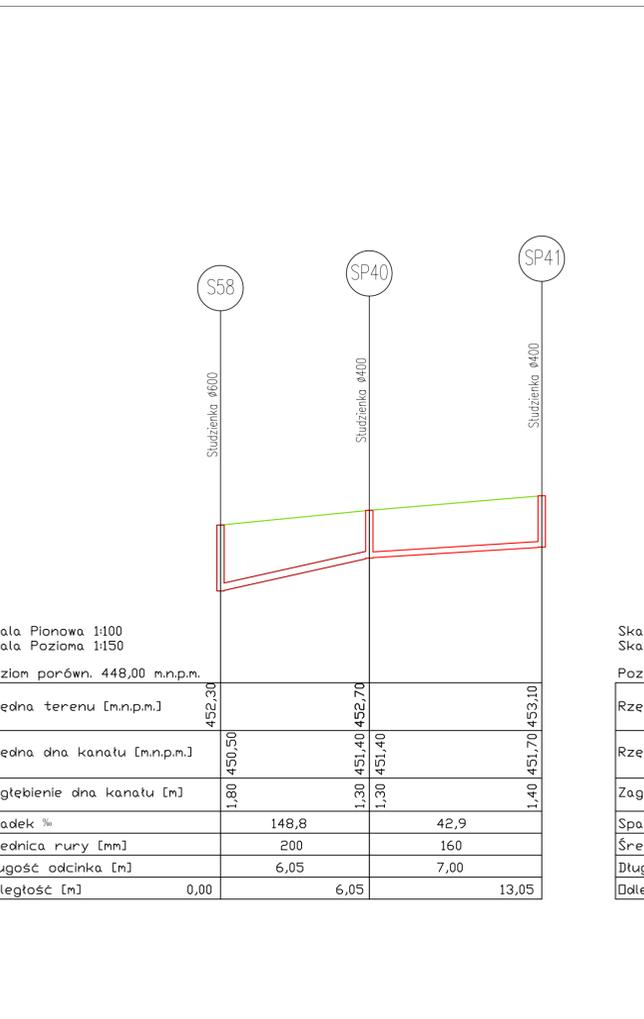 S58
SP40
SP41
Studzienka ø600
Studzienka ø400
Studzienka ø400
ala Pionowa 1:100
ala Pozioma 1:150
ziom porówn. 448,00 m.n.p.m.
ędna terenu [m.n.p.m.] 452,30 452,70 453,10
ędna dna kanału [m.n.p.m.] 450,50 451,40 451,40 451,70
głębienie dna kanału [m] 1,80 1,30 1,30 1,40
adek ‰ 148,8 42,9
ednica rury [mm] 200 160
ugość odcinka [m] 6,05 7,00
ległość [m] 0,00 6,05 13,05
Ska
Ska
Poz
Rzę
Rzę
Zag
Spa
Śre
Dług
Odle